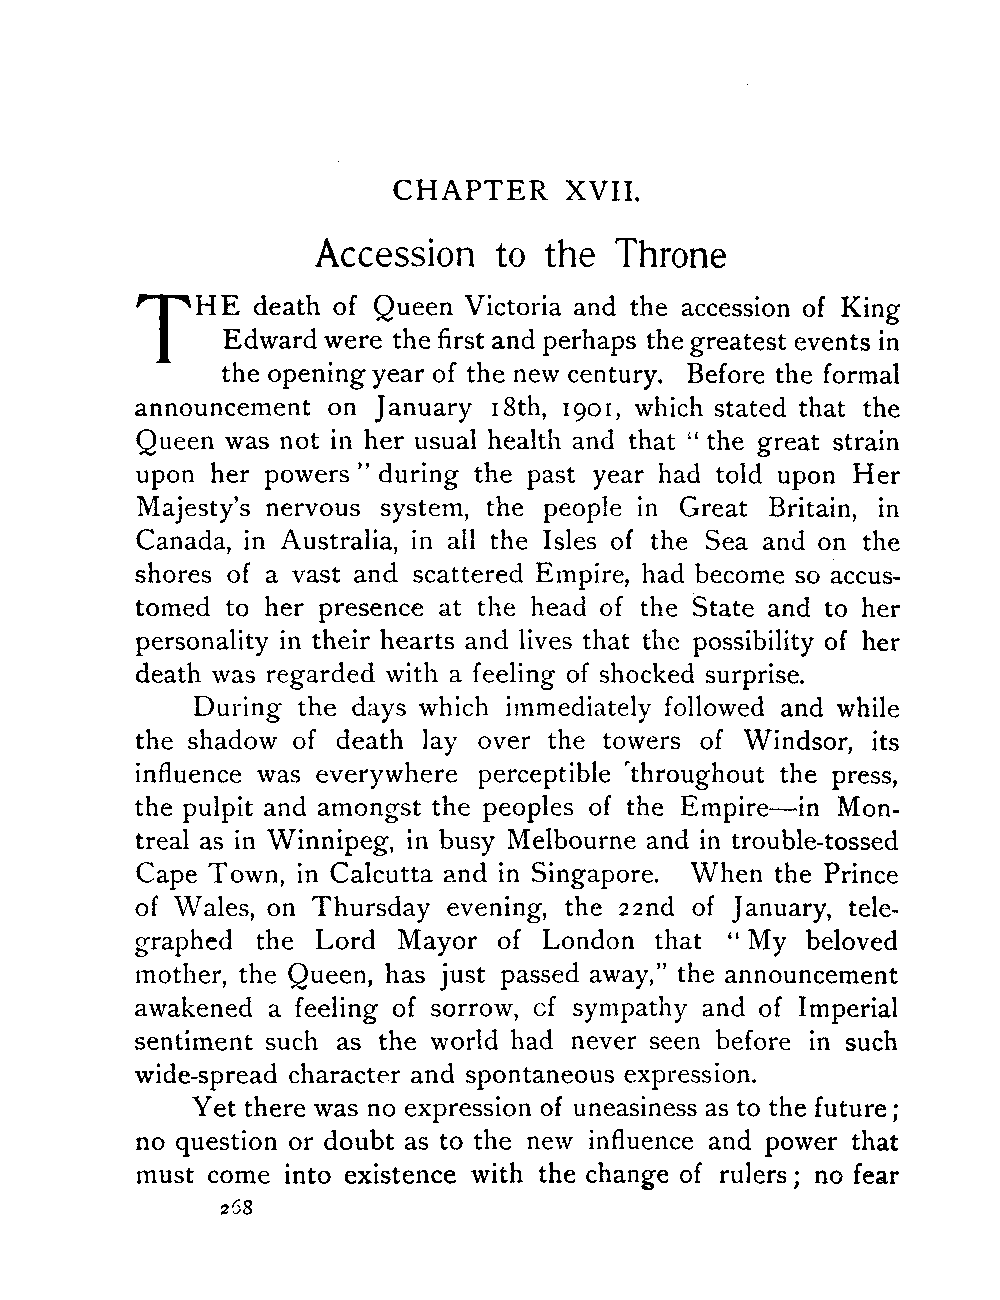 CHAPTER XVII.
Accession to the Throne
THE death of Queen Victoria and the accession of King
Edward were the first and perhaps the greatest events in
the opening year of the new century. Before the formal
announcement on January 18th, 1901, which stated that the
Queen was not in her usual health and that "the great strain
upon her powers" during the past year had told upon Her
Majesty's nervous system, the people in Great Britain, in
Canada, in Australia, in all the Isles of the Sea and on the
shores of a vast and scattered Empire, had become so accus-
tomed to her presence at the head of the State and to her
personality in their hearts and lives that the possibility of her
death was regarded with a feeling of shocked surprise.
During the days which immediately followed and while
the shadow of death lay over the towers of Windsor, its
influence was everywhere perceptible throughout the press,
the pulpit and amongst the peoples of the Empire—in Mon-
treal as in Winnipeg, in busy Melbourne and in trouble-tossed
Cape Town, in Calcutta and in Singapore. When the Prince
of Wales, on Thursday evening, the 22nd of January, tele-
graphed the Lord Mayor of London that "My beloved
mother, the Queen, has just passed away," the announcement
awakened a feeling of sorrow, of sympathy and of Imperial
sentiment such as the world had never seen before in such
wide-spread character and spontaneous expression.
Yet there was no expression of uneasiness as to the future;
no question or doubt as to the new influence and power that
must come into existence with the change of rulers; no fear
268